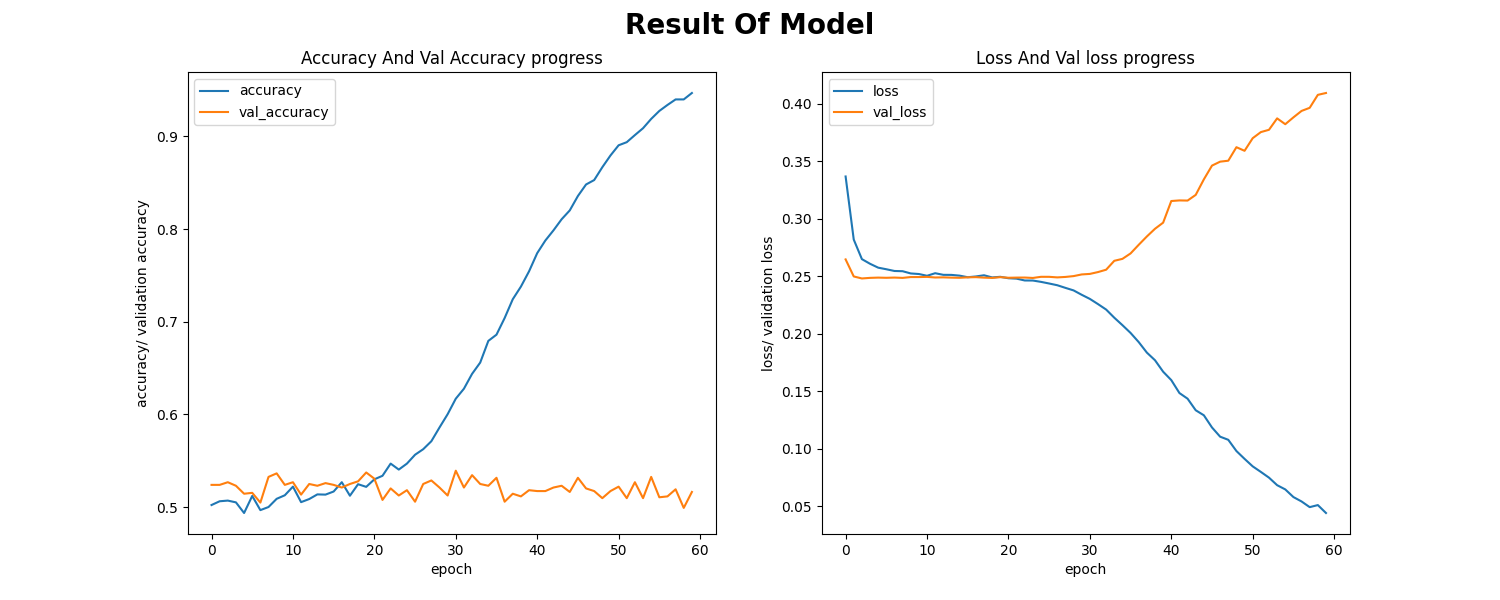 Result Of Model
Accuracy And Val Accuracy progress
accuracy
val_accuracy
0.9
0.8
0.7
0.6
0.5
accuracy/ validation accuracy
0 10 20 30 40 50 60
epoch
Loss And Val loss progress
loss
val_loss
0.40
0.35
0.30
0.25
0.20
0.15
0.10
0.05
loss/ validation loss
0 10 20 30 40 50 60
epoch